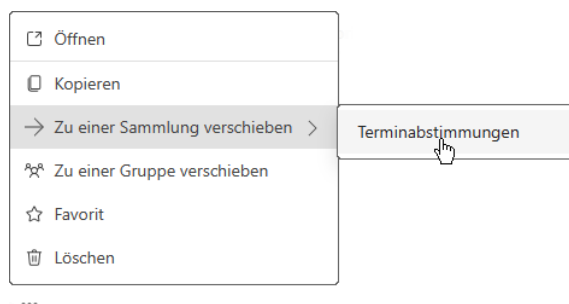 Öffnen
Kopieren
Zu einer Sammlung verschieben
Terminabstimmungen
Zu einer Gruppe verschieben
Favorit
Löschen